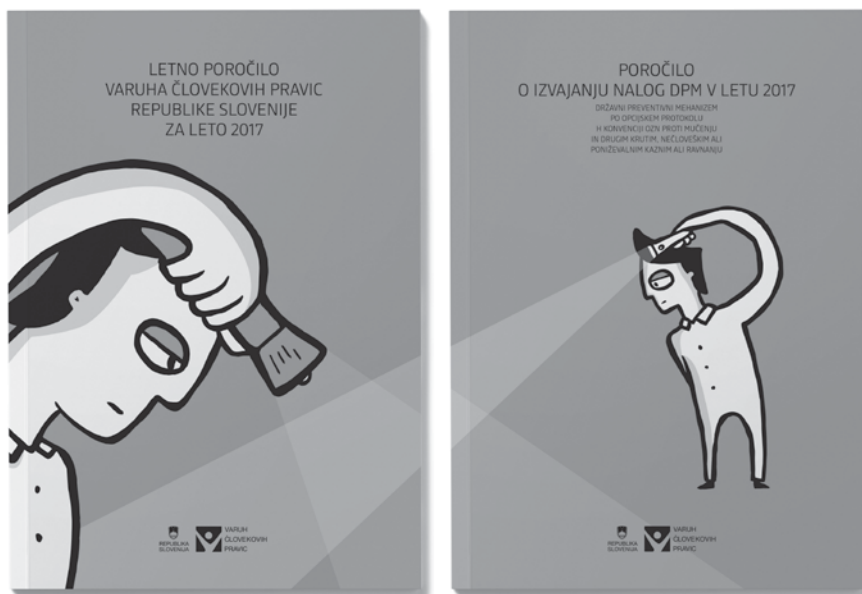 LETNO POROČILO
VARUHA ČLOVEKOVIH PRAVIC
REPUBLIKE SLOVENIJE
ZA LETO 2017
REPUBLIKA
SLOVENIJA
VARUH
ČLOVEKOVIH
PRAVIC
POROČILO
O IZVAJANJU NALOG DPM V LETU 2017
DRŽAVNI PREVENTIVNI MEHANIZEM
PO OPCIJSKEM PROTOKOLU
H KONVENCIJI OZN PROTI MUČENJU
IN DRUGIM KRUTIM, NEČLOVEŠKIM ALI
PONIŽEVALNIM KAZNIM ALI RAVNANJU
REPUBLIKA
SLOVENIJA
VARUH
ČLOVEKOVIH
PRAVIC